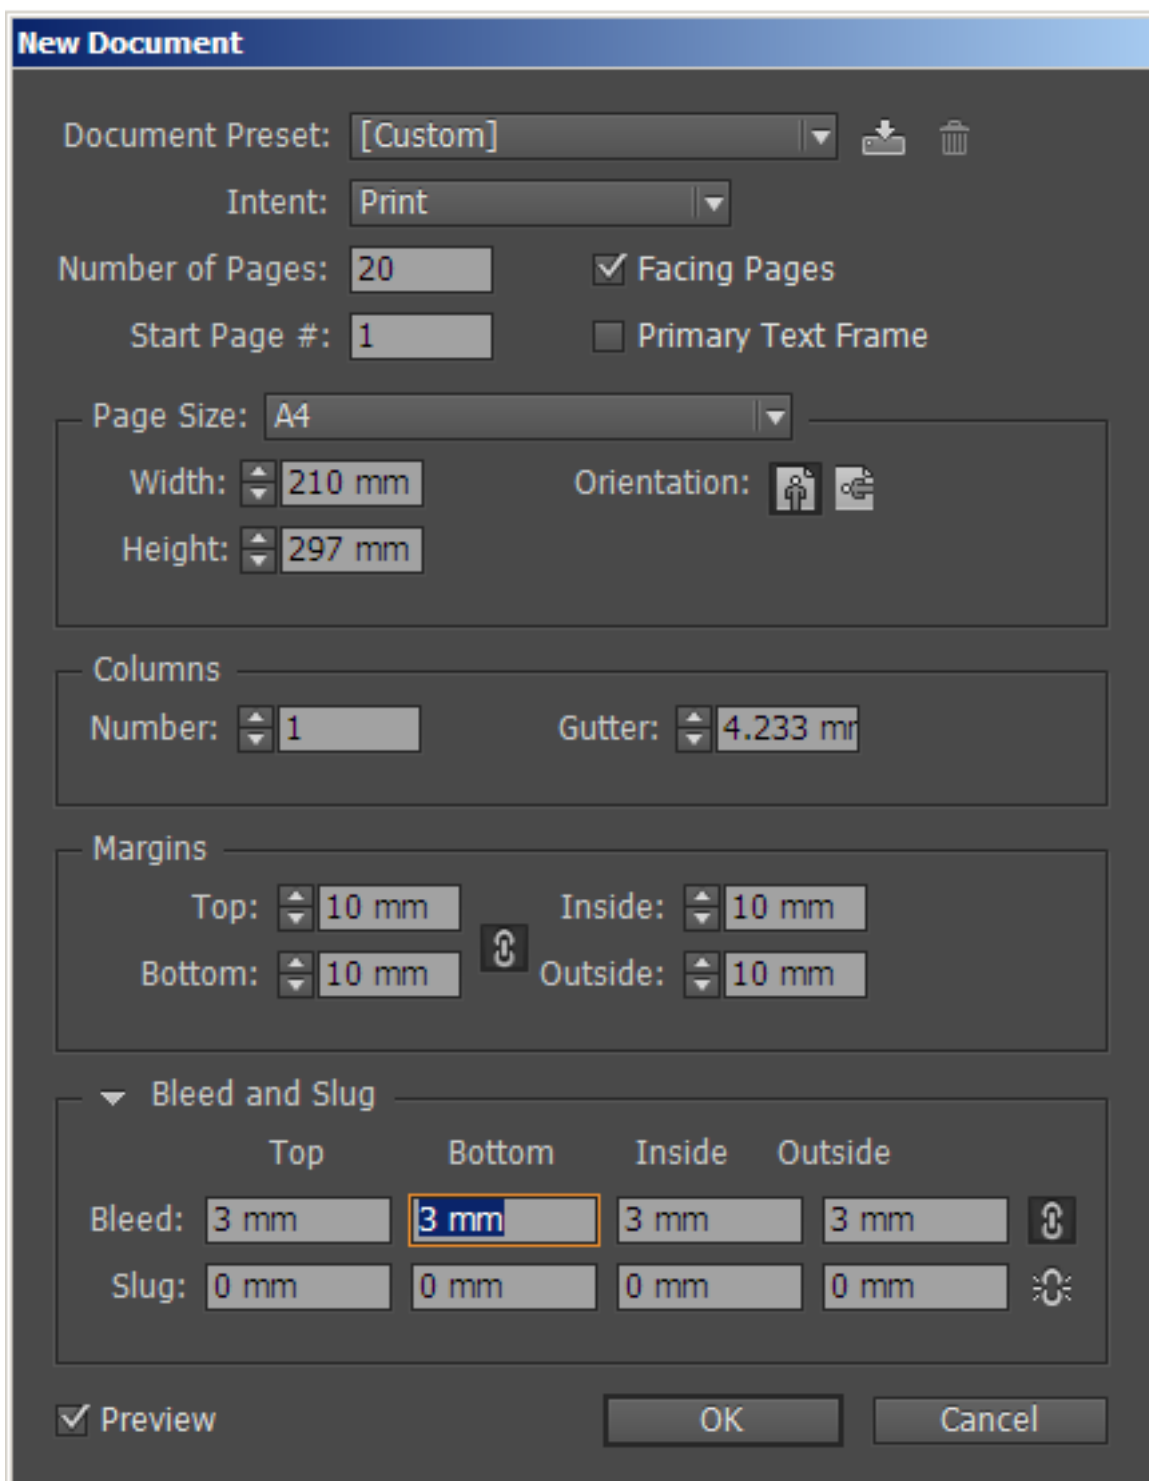 New Document
Document Preset: [Custom]
Intent: Print
Number of Pages: 20 Facing Pages
Start Page #: 1 Primary Text Frame
Page Size: A4
Width: 210 mm Orientation:
Height: 297 mm
Columns
Number: 1 Gutter: 4.233 mm
Margins
Top: 10 mm Inside: 10 mm
Bottom: 10 mm Outside: 10 mm
Bleed and Slug
Top Bottom Inside Outside
Bleed: 3 mm 3 mm 3 mm 3 mm
Slug: 0 mm 0 mm 0 mm 0 mm
Preview OK Cancel